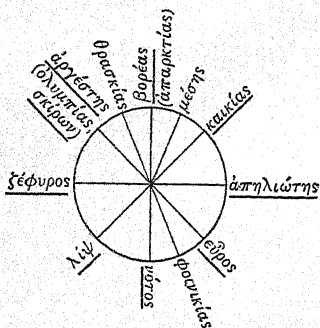 ἀργέστης
(ὀλυμπίας,
σκίρων)
θρασκίας
βορέας
(ἀπαρκτίας)
μέσης
καικίας
ζέφυρος
ἀπηλιώτης
λίψ
νότος
φοινικίας
εὖρος